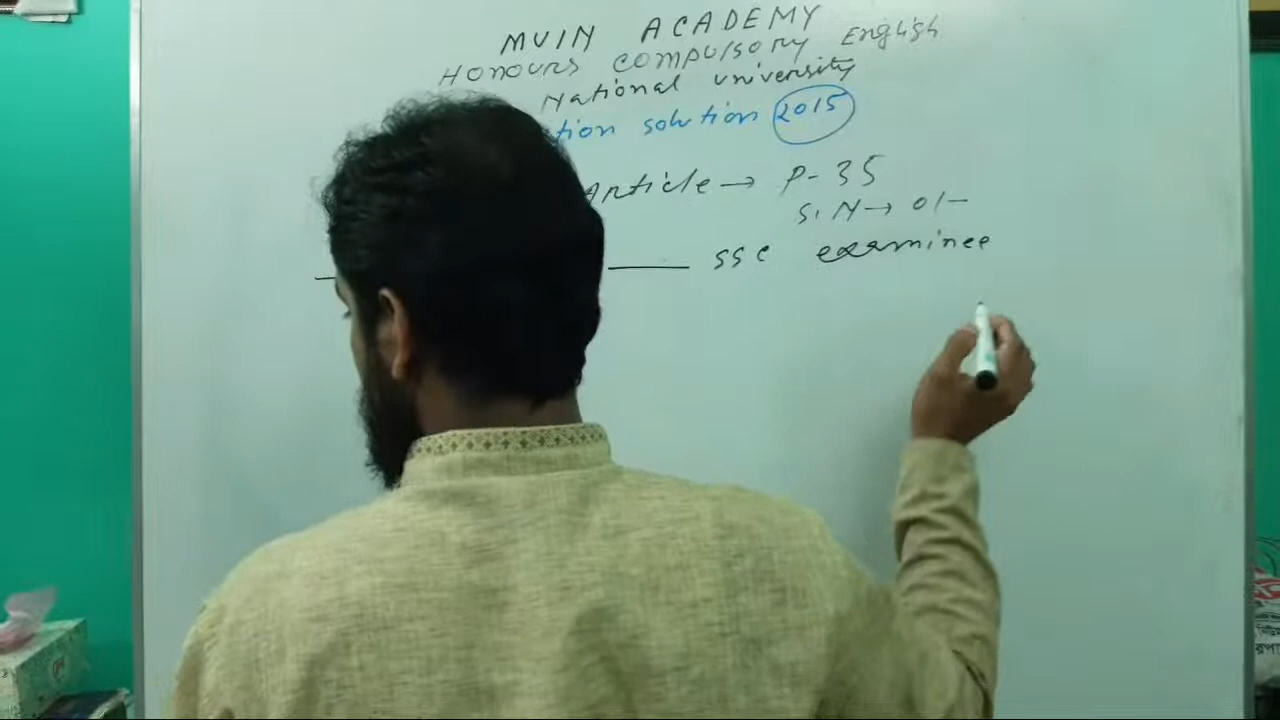 MUIN ACADEMY
Honours compulsory English
National university
tion solution 2015
Article → P-35
S.N → 01-
ssc examinee